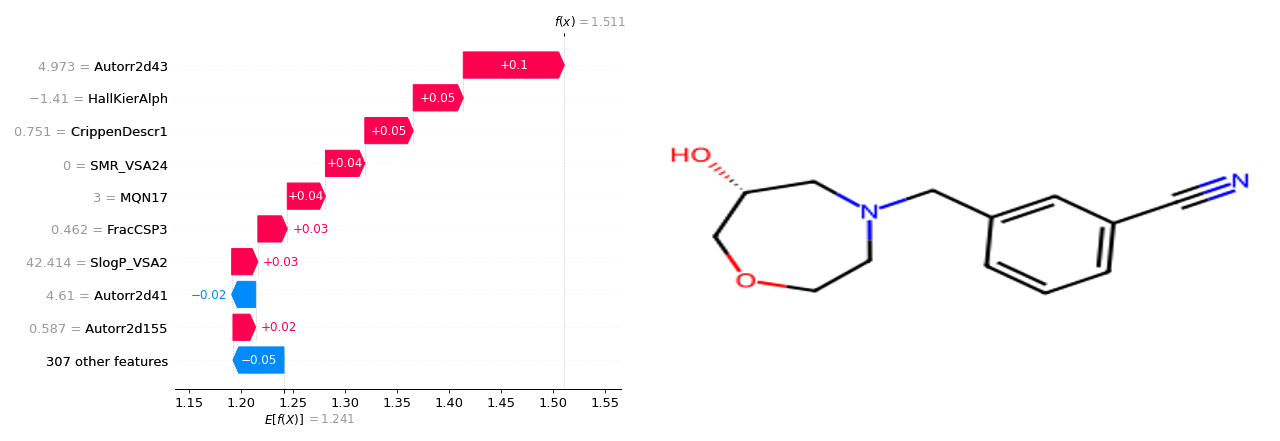 f(x) = 1.511
4.973 = Autorr2d43
+0.1
−1.41 = HallKierAlph
+0.05
0.751 = CrippenDescr1
+0.05
0 = SMR_VSA24
+0.04
3 = MQN17
+0.04
0.462 = FracCSP3
+0.03
42.414 = SlogP_VSA2
+0.03
4.61 = Autorr2d41
−0.02
0.587 = Autorr2d155
+0.02
307 other features
−0.05
1.15 1.20 1.25 1.30 1.35 1.40 1.45 1.50 1.55
E[f(X)] = 1.241
HO
N
O
N